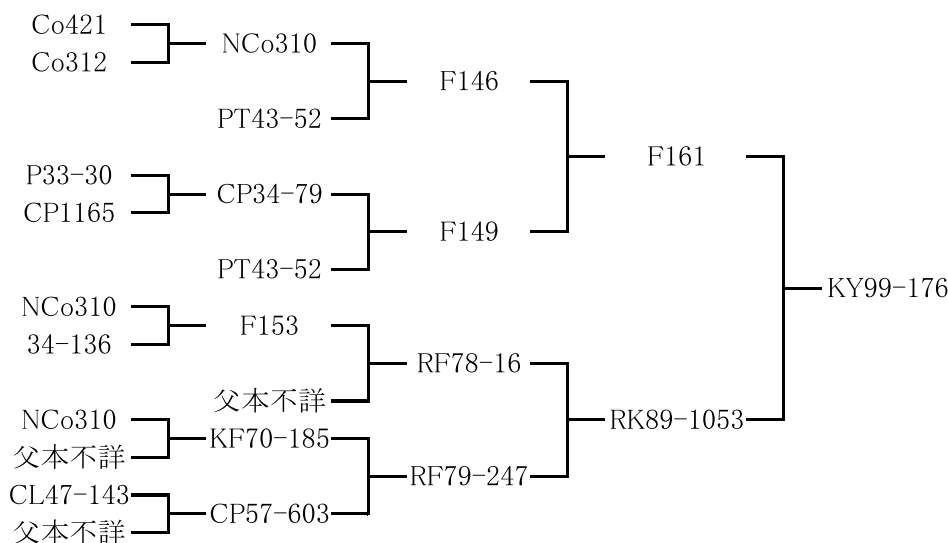 Co421
Co312
NCo310
PT43-52
F146
P33-30
CP1165
CP34-79
PT43-52
F149
F161
NCo310
34-136
F153
父本不詳
RF78-16
NCo310
父本不詳
KF70-185
CL47-143
父本不詳
CP57-603
RF79-247
RK89-1053
KY99-176